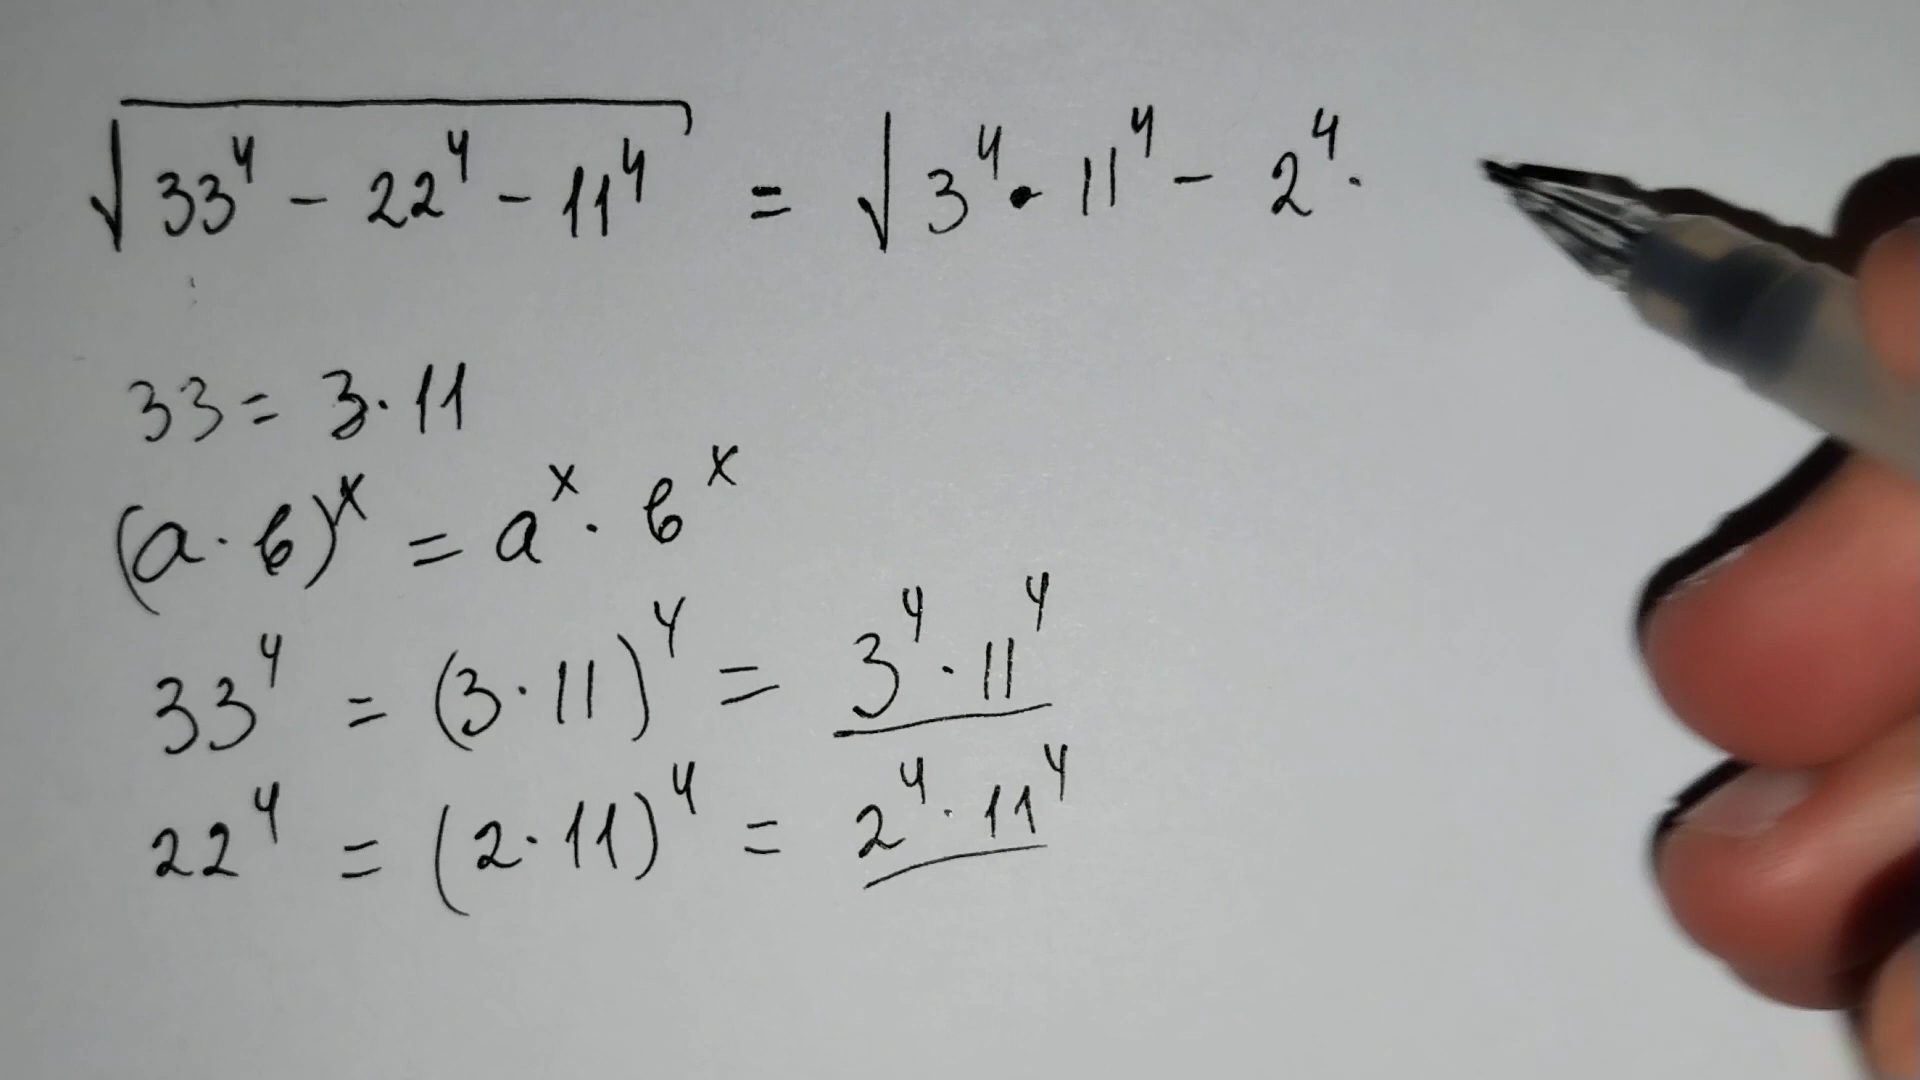 √(33⁴ - 22⁴ - 11⁴) = √3⁴ · 11⁴ - 2⁴ ·
33 = 3 · 11
(a · в)ˣ = aˣ · вˣ
33⁴ = (3 · 11)⁴ = 3⁴ · 11⁴
22⁴ = (2 · 11)⁴ = 2⁴ · 11⁴